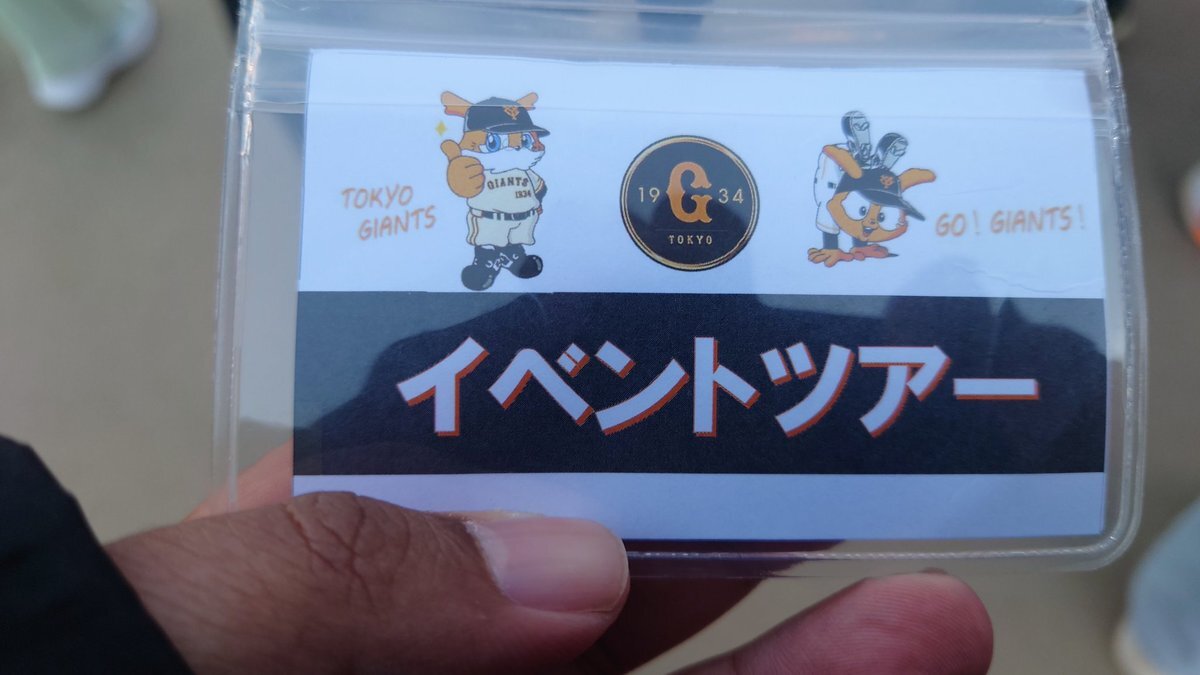 TOKYO
GIANTS
GIANTS
1934
19 G 34
TOKYO
GO! GIANTS!
イベントツアー